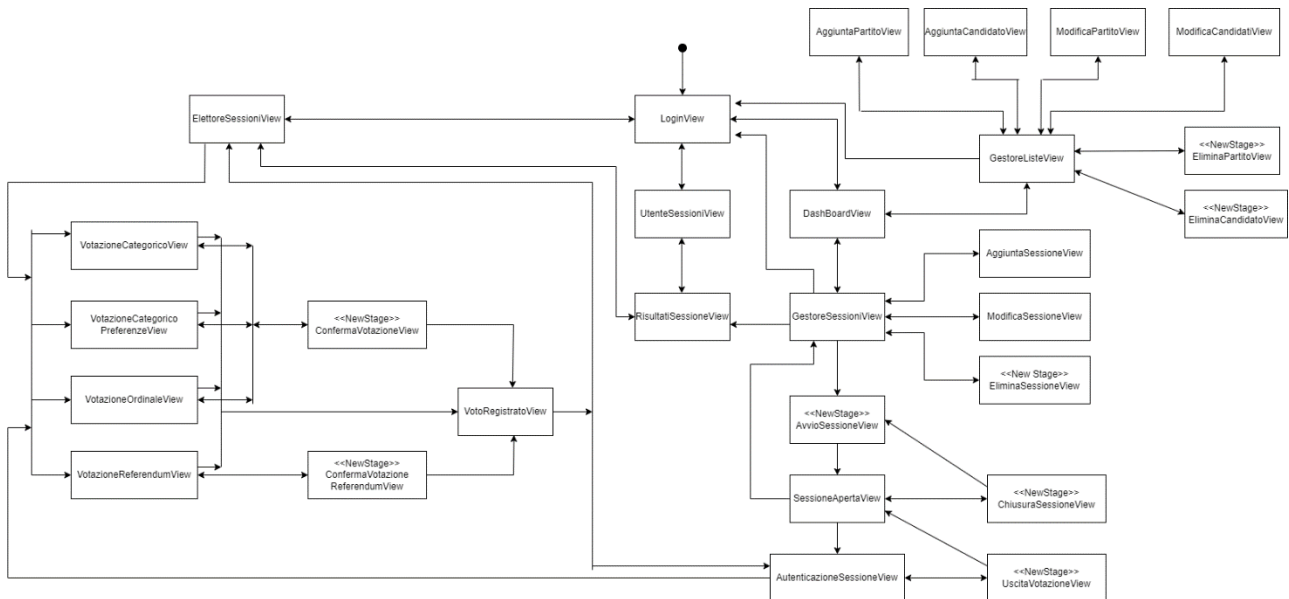 AggiuntaPartitoView
AggiuntaCandidatoView
ModificaPartitoView
ModificaCandidatiView
ElettoreSessioniView
LoginView
GestoreListeView
<<NewStage>>
EliminaPartitoView
<<NewStage>>
EliminaCandidatoView
UtenteSessioniView
DashBoardView
VotazioneCategoricoView
AggiuntaSessioneView
VotazioneCategorico
PreferenzeView
<<NewStage>>
ConfermaVotazioneView
RisultatiSessioneView
GestoreSessioniView
ModificaSessioneView
<<New Stage>>
EliminaSessioneView
VotazioneOrdinaleView
VotoRegistratoView
<<NewStage>>
AvvioSessioneView
VotazioneReferendumView
<<NewStage>>
ConfermaVotazione
ReferendumView
SessioneApertaView
<<NewStage>>
ChiusuraSessioneView
AutenticazioneSessioneView
<<NewStage>>
UscitaVotazioneView